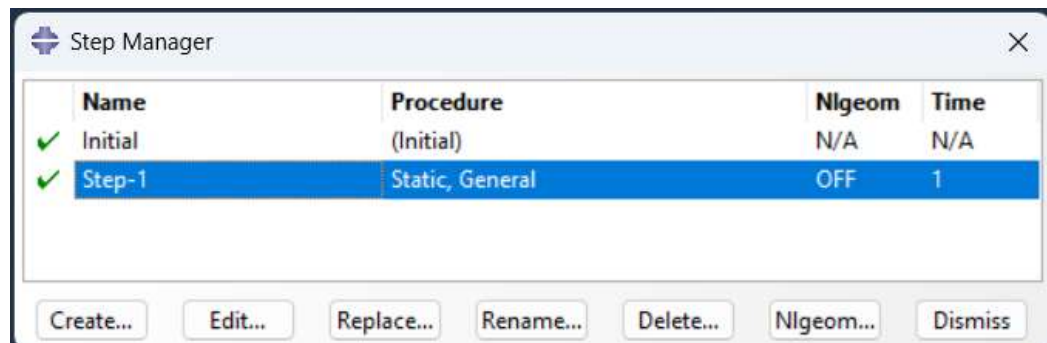 Step Manager
Name Procedure Nlgeom Time
Initial (Initial) N/A N/A
Step-1 Static, General OFF 1
Create... Edit... Replace... Rename... Delete... Nlgeom... Dismiss